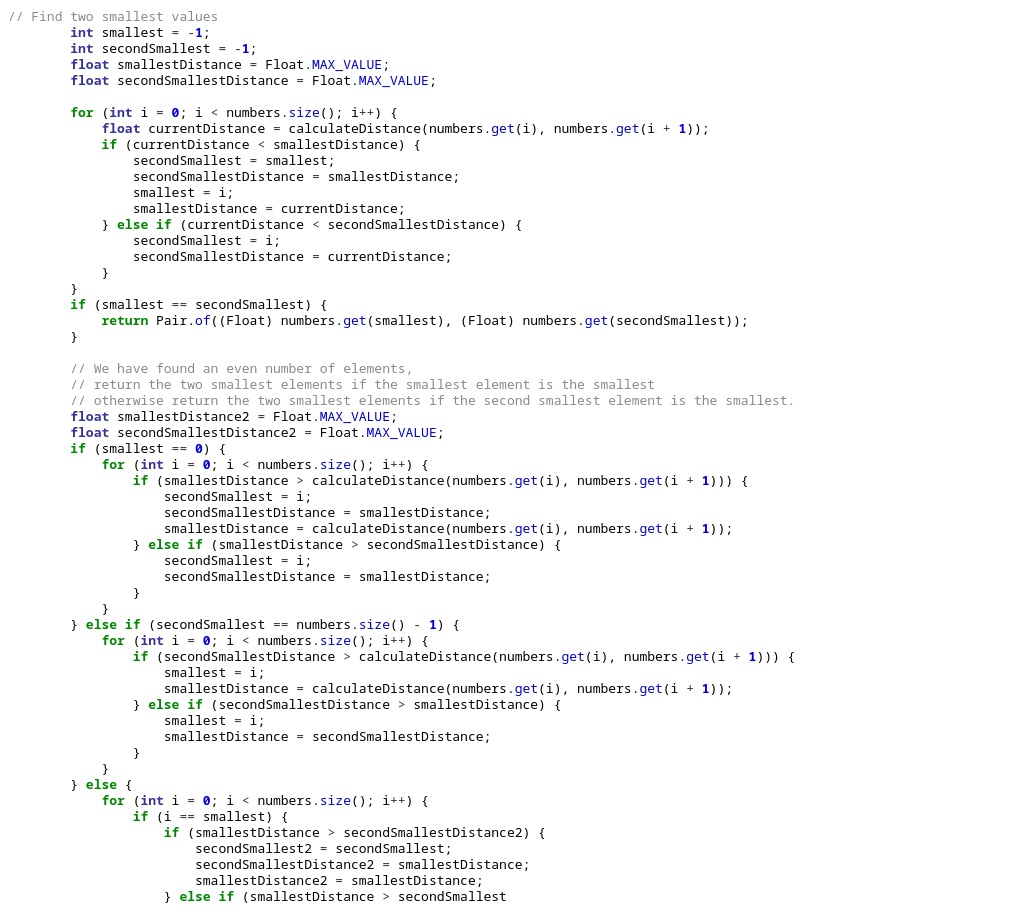 // Find two smallest values
        int smallest = -1;
        int secondSmallest = -1;
        float smallestDistance = Float.MAX_VALUE;
        float secondSmallestDistance = Float.MAX_VALUE;

        for (int i = 0; i < numbers.size(); i++) {
            float currentDistance = calculateDistance(numbers.get(i), numbers.get(i + 1));
            if (currentDistance < smallestDistance) {
                secondSmallest = smallest;
                secondSmallestDistance = smallestDistance;
                smallest = i;
                smallestDistance = currentDistance;
            } else if (currentDistance < secondSmallestDistance) {
                secondSmallest = i;
                secondSmallestDistance = currentDistance;
            }
        }
        if (smallest == secondSmallest) {
            return Pair.of((Float) numbers.get(smallest), (Float) numbers.get(secondSmallest));
        }

        // We have found an even number of elements,
        // return the two smallest elements if the smallest element is the smallest
        // otherwise return the two smallest elements if the second smallest element is the smallest.
        float smallestDistance2 = Float.MAX_VALUE;
        float secondSmallestDistance2 = Float.MAX_VALUE;
        if (smallest == 0) {
            for (int i = 0; i < numbers.size(); i++) {
                if (smallestDistance > calculateDistance(numbers.get(i), numbers.get(i + 1))) {
                    secondSmallest = i;
                    secondSmallestDistance = smallestDistance;
                    smallestDistance = calculateDistance(numbers.get(i), numbers.get(i + 1));
                } else if (smallestDistance > secondSmallestDistance) {
                    secondSmallest = i;
                    secondSmallestDistance = smallestDistance;
                }
            }
        } else if (secondSmallest == numbers.size() - 1) {
            for (int i = 0; i < numbers.size(); i++) {
                if (secondSmallestDistance > calculateDistance(numbers.get(i), numbers.get(i + 1))) {
                    smallest = i;
                    smallestDistance = calculateDistance(numbers.get(i), numbers.get(i + 1));
                } else if (secondSmallestDistance > smallestDistance) {
                    smallest = i;
                    smallestDistance = secondSmallestDistance;
                }
            }
        } else {
            for (int i = 0; i < numbers.size(); i++) {
                if (i == smallest) {
                    if (smallestDistance > secondSmallestDistance2) {
                        secondSmallest2 = secondSmallest;
                        secondSmallestDistance2 = smallestDistance;
                        smallestDistance2 = smallestDistance;
                    } else if (smallestDistance > secondSmallest